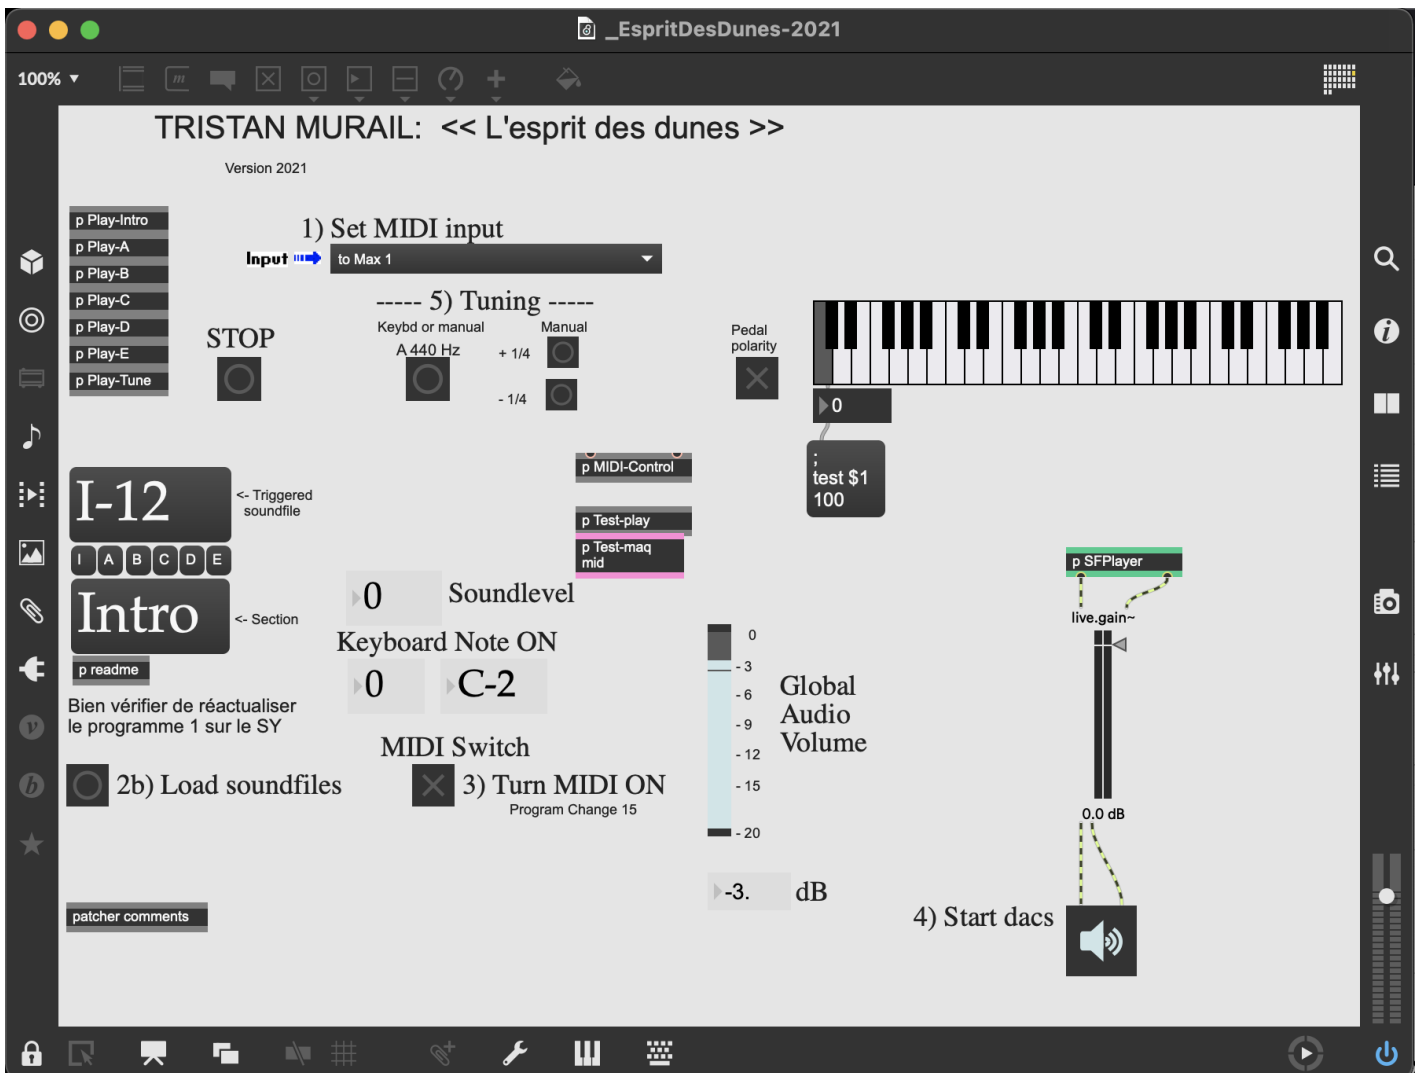 _EspritDesDunes-2021
100%
TRISTAN MURAIL: << L'esprit des dunes >>
Version 2021
p Play-Intro
p Play-A
p Play-B
p Play-C
p Play-D
p Play-E
p Play-Tune
1) Set MIDI input
Input
to Max 1
----- 5) Tuning -----
Keybd or manual
Manual
A 440 Hz
+ 1/4
- 1/4
STOP
Pedal
polarity
0
;
test $1
100
p MIDI-Control
p Test-play
p Test-maq
mid
I-12
<- Triggered
soundfile
I A B C D E
Intro
<- Section
p readme
Bien vérifier de réactualiser
le programme 1 sur le SY
0
Soundlevel
Keyboard Note ON
0
C-2
MIDI Switch
2b) Load soundfiles
3) Turn MIDI ON
Program Change 15
0
- 3
- 6
- 9
- 12
- 15
- 20
Global
Audio
Volume
-3.
dB
p SFPlayer
live.gain~
0.0 dB
4) Start dacs
patcher comments